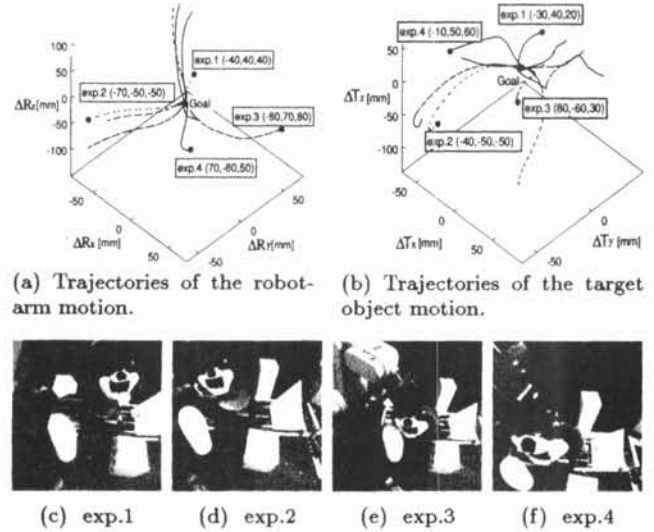 100
50
0
-50
-100
ΔRz[mm]
exp.1 (-40,40,40)
exp.2 (-70,-50,-50)
Goal
exp.3 (-80,70,80)
exp.4 (70,-60,50)
-50
0
50
ΔRx [mm]
-50
0
50
ΔRy[mm]
(a) Trajectories of the robot-
arm motion.
exp.1 (-30,40,20)
exp.4 (-10,50,60)
100
50
0
-50
-100
ΔTz[mm]
Goal
exp.3 (80,-60,30)
exp.2 (-40,-50,-50)
-50
0
50
ΔTx [mm]
0
50
ΔTy [mm]
(b) Trajectories of the target
object motion.
(c) exp.1
(d) exp.2
(e) exp.3
(f) exp.4